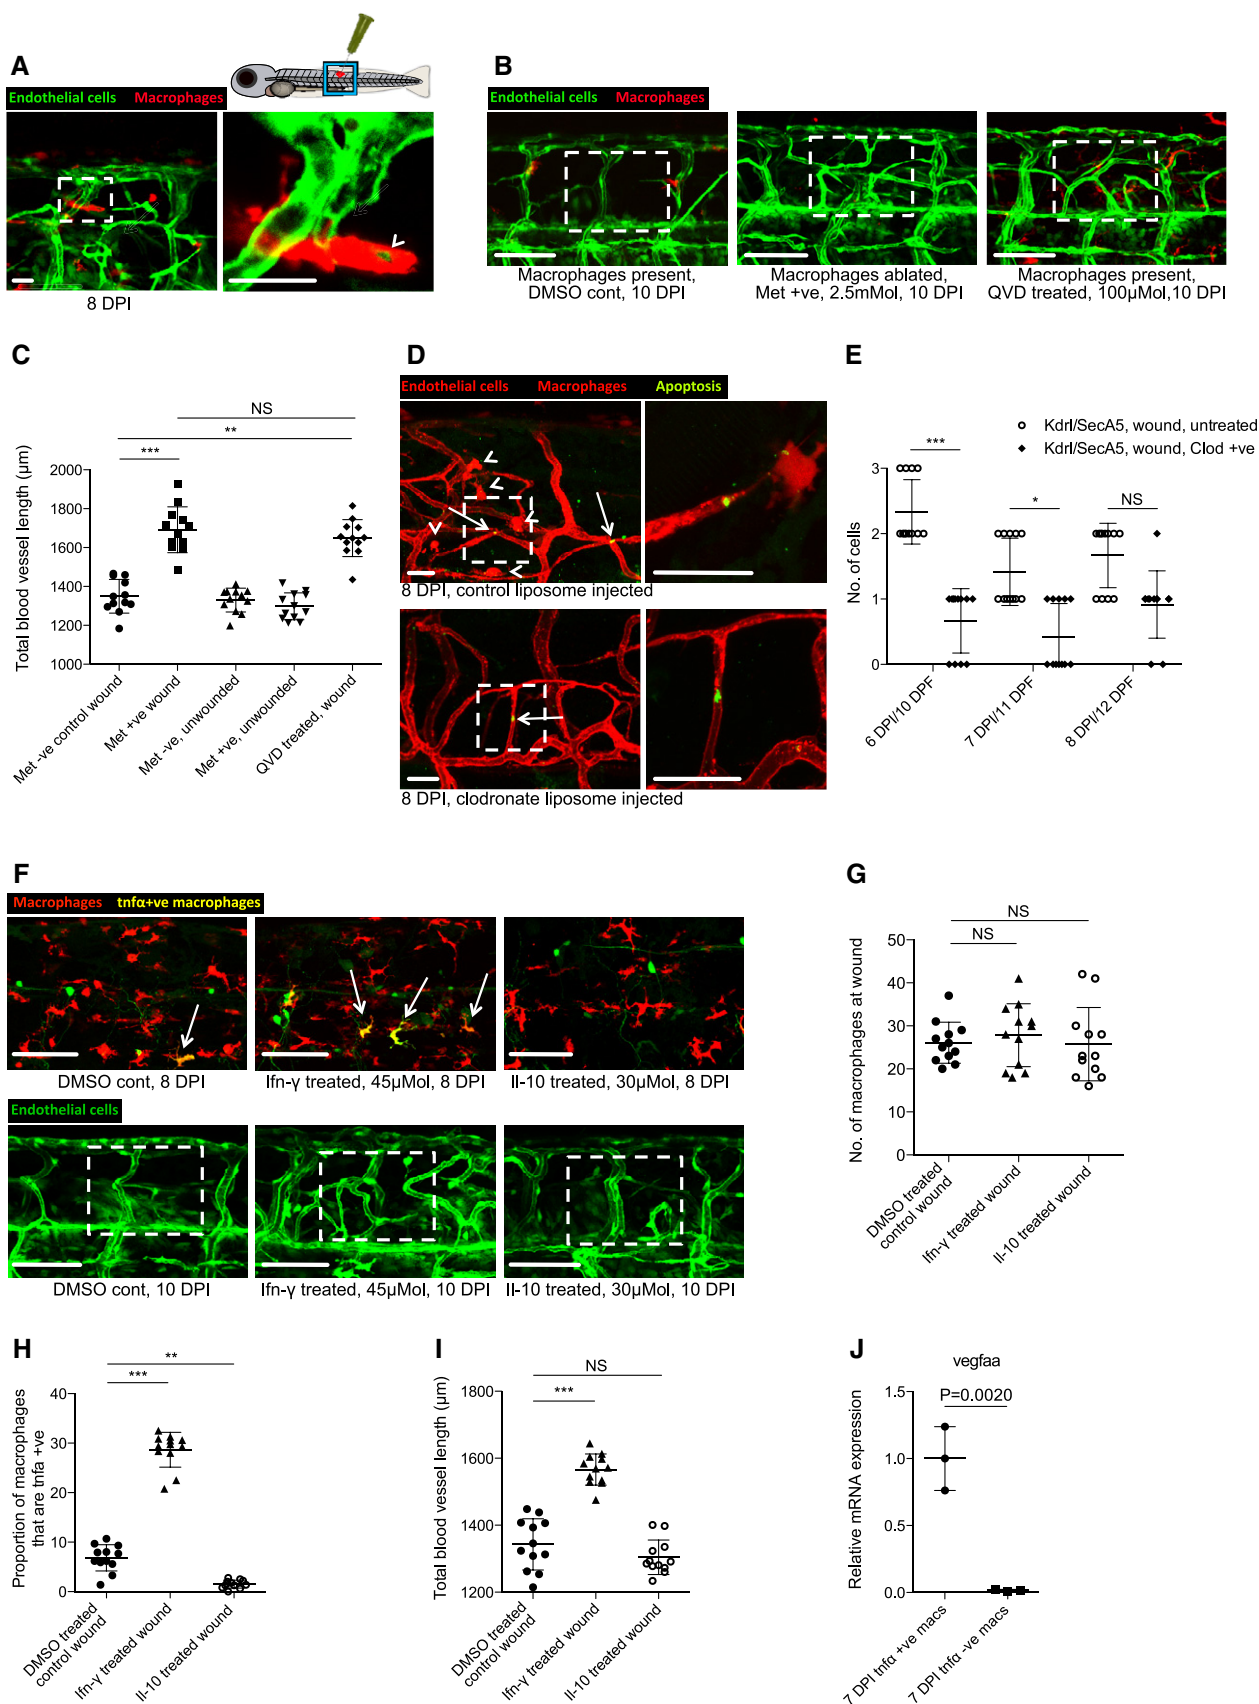 A
Endothelial cells Macrophages
8 DPI
B
Endothelial cells Macrophages
Macrophages present,
DMSO cont, 10 DPI
Macrophages ablated,
Met +ve, 2.5mMol, 10 DPI
Macrophages present,
QVD treated, 100µMol,10 DPI
C
Total blood vessel length (µm)
2000
1800
1600
1400
1200
1000
***
**
NS
Met -ve control wound
Met +ve wound
Met -ve, unwounded
Met +ve, unwounded
QVD treated, wound
D
Endothelial cells Macrophages Apoptosis
8 DPI, control liposome injected
8 DPI, clodronate liposome injected
E
Kdrl/SecA5, wound, untreated
Kdrl/SecA5, wound, Clod +ve
No. of cells
3
2
1
0
***
*
NS
6 DPI/10 DPF
7 DPI/11 DPF
8 DPI/12 DPF
F
Macrophages tnfα+ve macrophages
DMSO cont, 8 DPI
Ifn-γ treated, 45µMol, 8 DPI
Il-10 treated, 30µMol, 8 DPI
Endothelial cells
DMSO cont, 10 DPI
Ifn-γ treated, 45µMol, 10 DPI
Il-10 treated, 30µMol, 10 DPI
G
No. of macrophages at wound
50
40
30
20
10
0
NS
NS
DMSO treated
control wound
Ifn-γ treated wound
Il-10 treated wound
H
Proportion of macrophages
that are tnfα +ve
40
30
20
10
0
**
***
DMSO treated
control wound
Ifn-γ treated wound
Il-10 treated wound
I
Total blood vessel length (µm)
1800
1600
1400
1200
NS
***
DMSO treated
control wound
Ifn-γ treated wound
Il-10 treated wound
J
vegfaa
P=0.0020
Relative mRNA expression
1.5
1.0
0.5
0.0
7 DPI tnfα +ve macs
7 DPI tnfα -ve macs